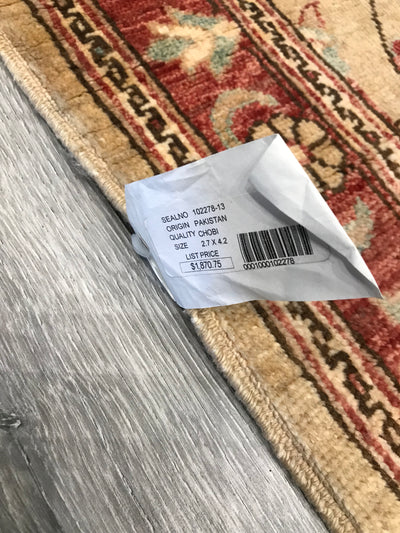 SEALNO 102278-13
ORIGIN PAKISTAN
QUALITY CHOBI
SIZE 2.7 X 4.2
LIST PRICE
$1,870.75
0001000102278